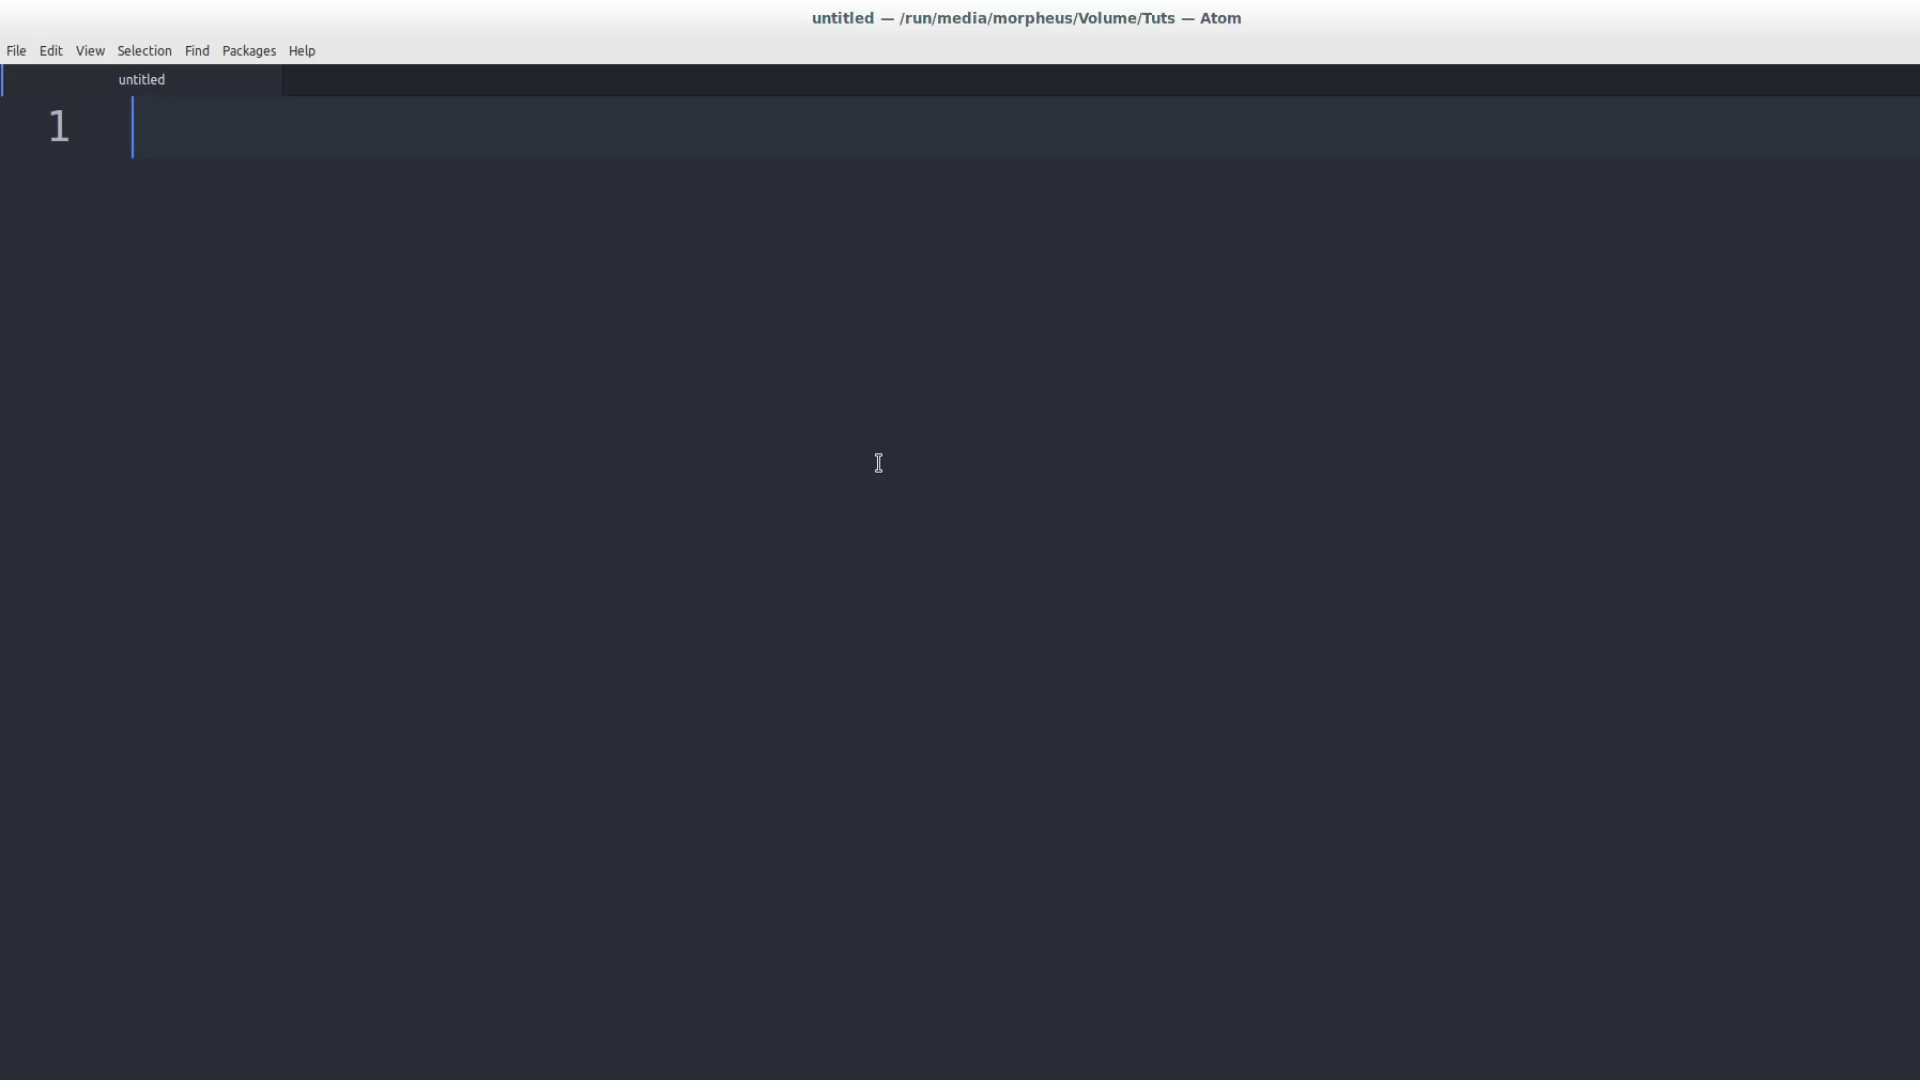 untitled — /run/media/morpheus/Volume/Tuts — Atom
File Edit View Selection Find Packages Help
untitled
1